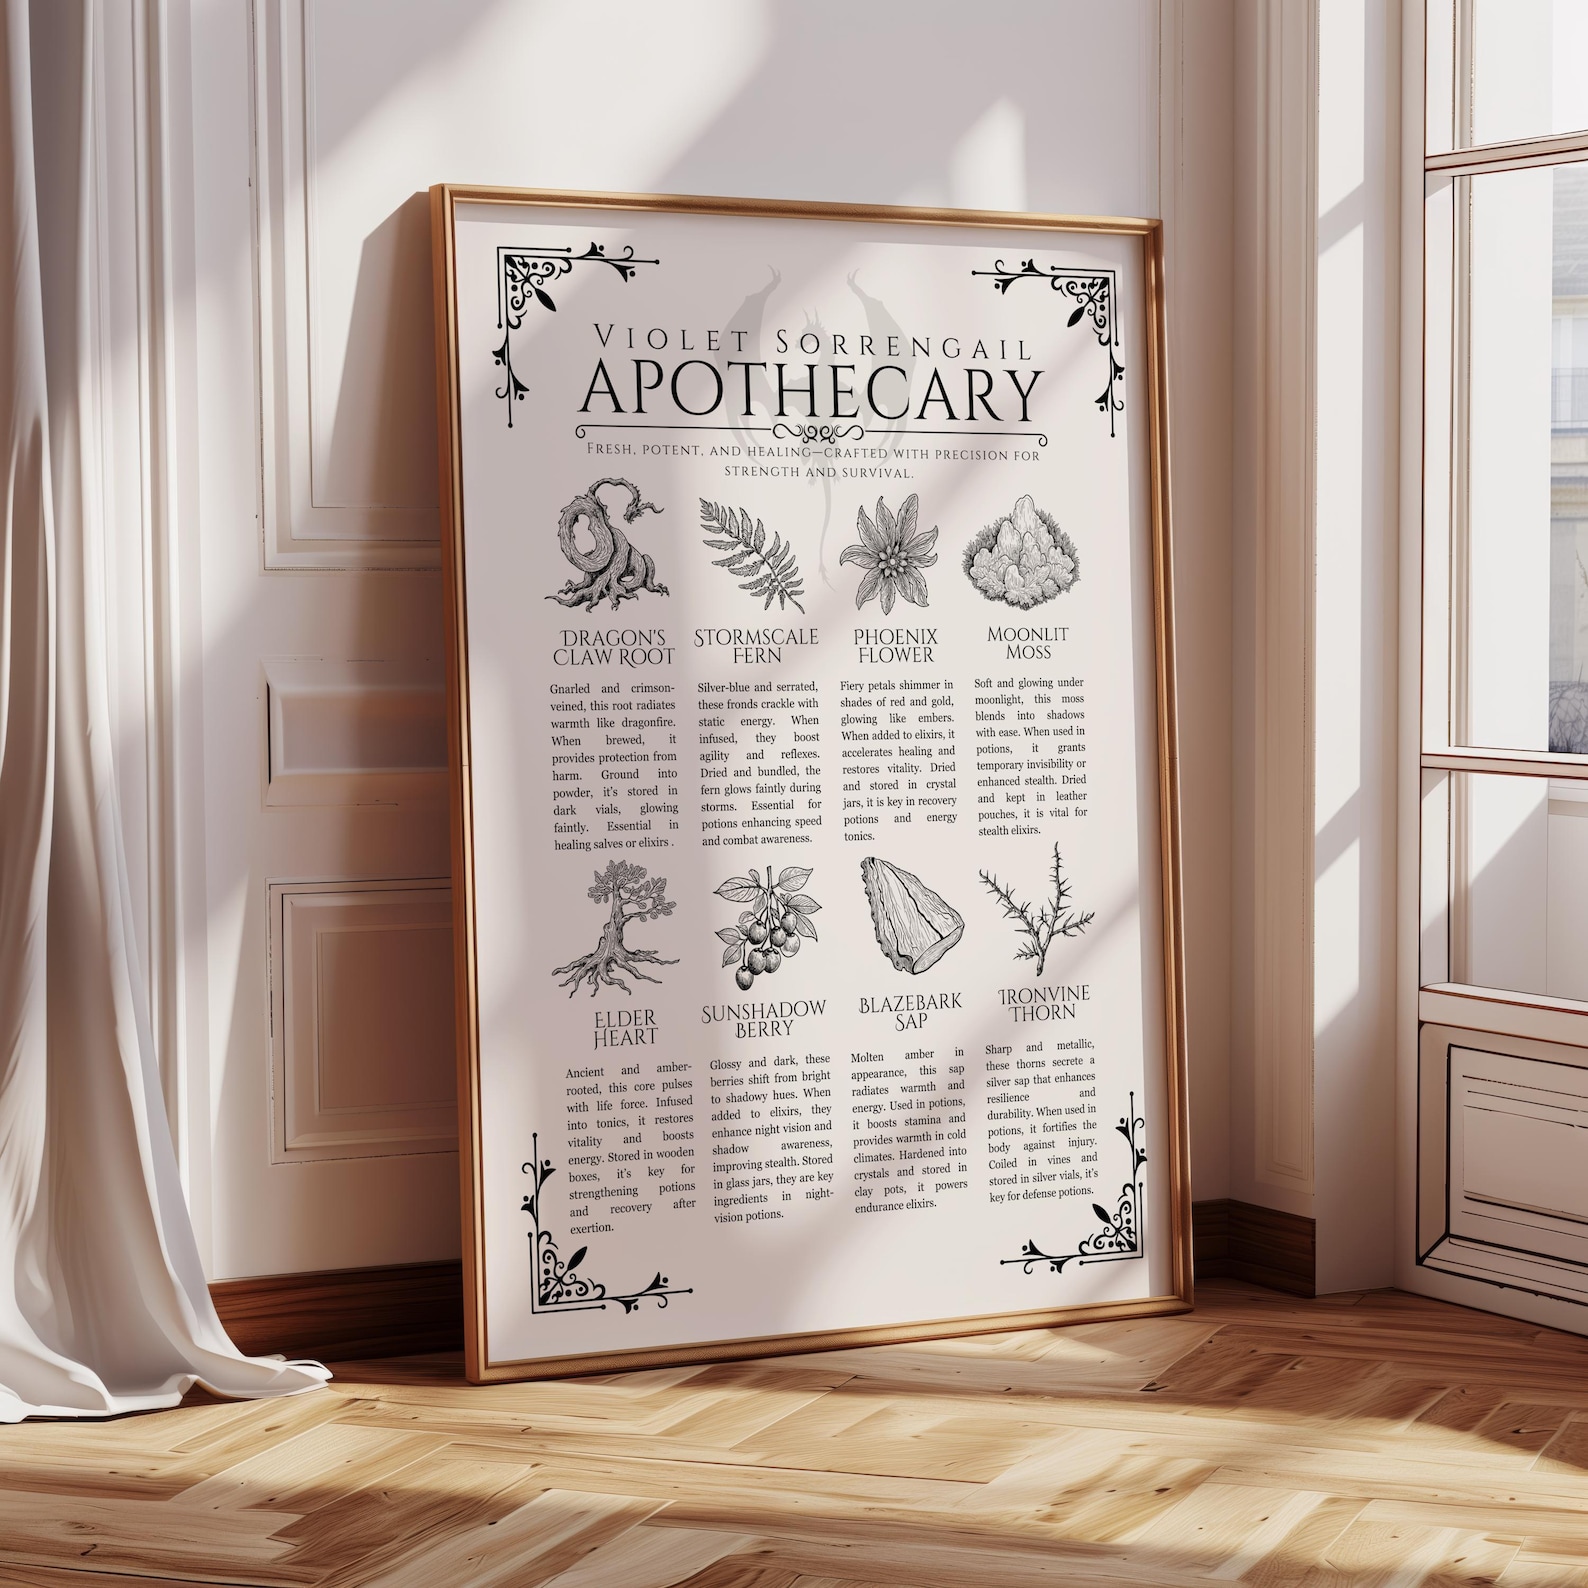 Violet Sorrengail
APOTHECARY
Fresh, potent, and healing—crafted with precision for
strength and survival.
Dragon's
Claw Root
Gnarled and crimson-
veined, this root radiates
warmth like dragonfire.
When brewed, it
provides protection from
harm. Ground into
powder, it's stored in
dark vials, glowing
faintly. Essential in
healing salves or elixirs .
Stormscale
Fern
Silver-blue and serrated,
these fronds crackle with
static energy. When
infused, they boost
agility and reflexes.
Dried and bundled, the
fern glows faintly during
storms. Essential for
potions enhancing speed
and combat awareness.
Phoenix
Flower
Fiery petals shimmer in
shades of red and gold,
glowing like embers.
When added to elixirs, it
accelerates healing and
restores vitality. Dried
and stored in crystal
jars, it is key in recovery
potions and energy
tonics.
Moonlit
Moss
Soft and glowing under
moonlight, this moss
blends into shadows
with ease. When used in
potions, it grants
temporary invisibility or
enhanced stealth. Dried
and kept in leather
pouches, it is vital for
stealth elixirs.
Elder
Heart
Ancient and amber-
rooted, this core pulses
with life force. Infused
into tonics, it restores
vitality and boosts
energy. Stored in wooden
boxes, it's key for
strengthening potions
and recovery after
exertion.
Sunshadow
Berry
Glossy and dark, these
berries shift from bright
to shadowy hues. When
added to elixirs, they
enhance night vision and
shadow awareness,
improving stealth. Stored
in glass jars, they are key
ingredients in night-
vision potions.
Blazebark
Sap
Molten amber in
appearance, this sap
radiates warmth and
energy. Used in potions,
it boosts stamina and
provides warmth in cold
climates. Hardened into
crystals and stored in
clay pots, it powers
endurance elixirs.
Ironvine
Thorn
Sharp and metallic,
these thorns secrete a
silver sap that enhances
resilience and
durability. When used in
potions, it fortifies the
body against injury.
Coiled in vines and
stored in silver vials, it's
key for defense potions.